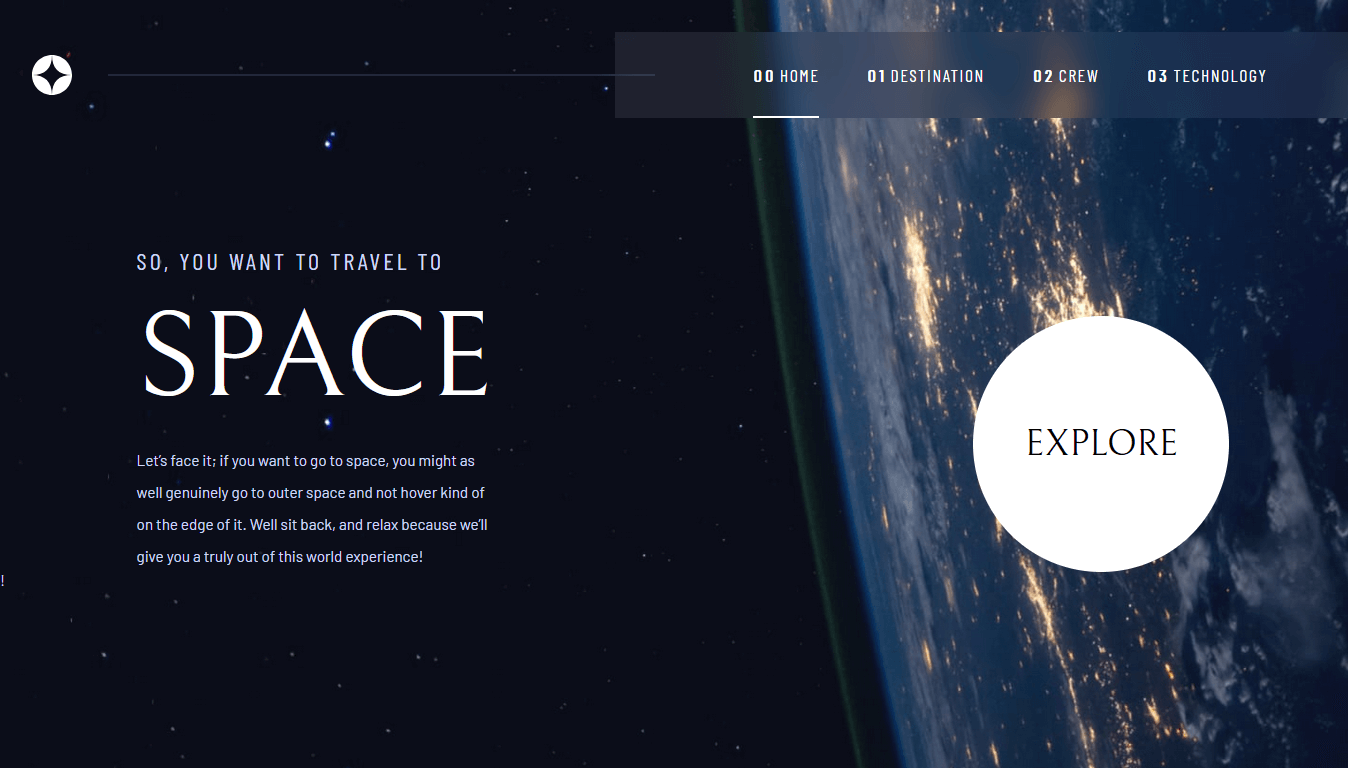 00 HOME 01 DESTINATION 02 CREW 03 TECHNOLOGY
SO, YOU WANT TO TRAVEL TO
SPACE
Let’s face it; if you want to go to space, you might as
well genuinely go to outer space and not hover kind of
on the edge of it. Well sit back, and relax because we’ll
give you a truly out of this world experience!
EXPLORE
!